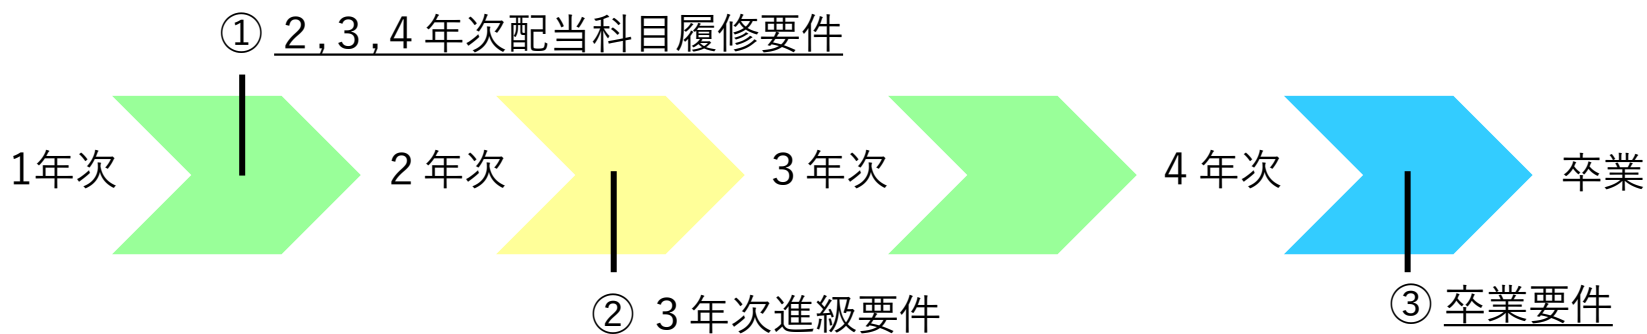 ① 2,3,4年次配当科目履修要件
1年次 2年次 3年次 4年次 卒業
② 3年次進級要件
③ 卒業要件